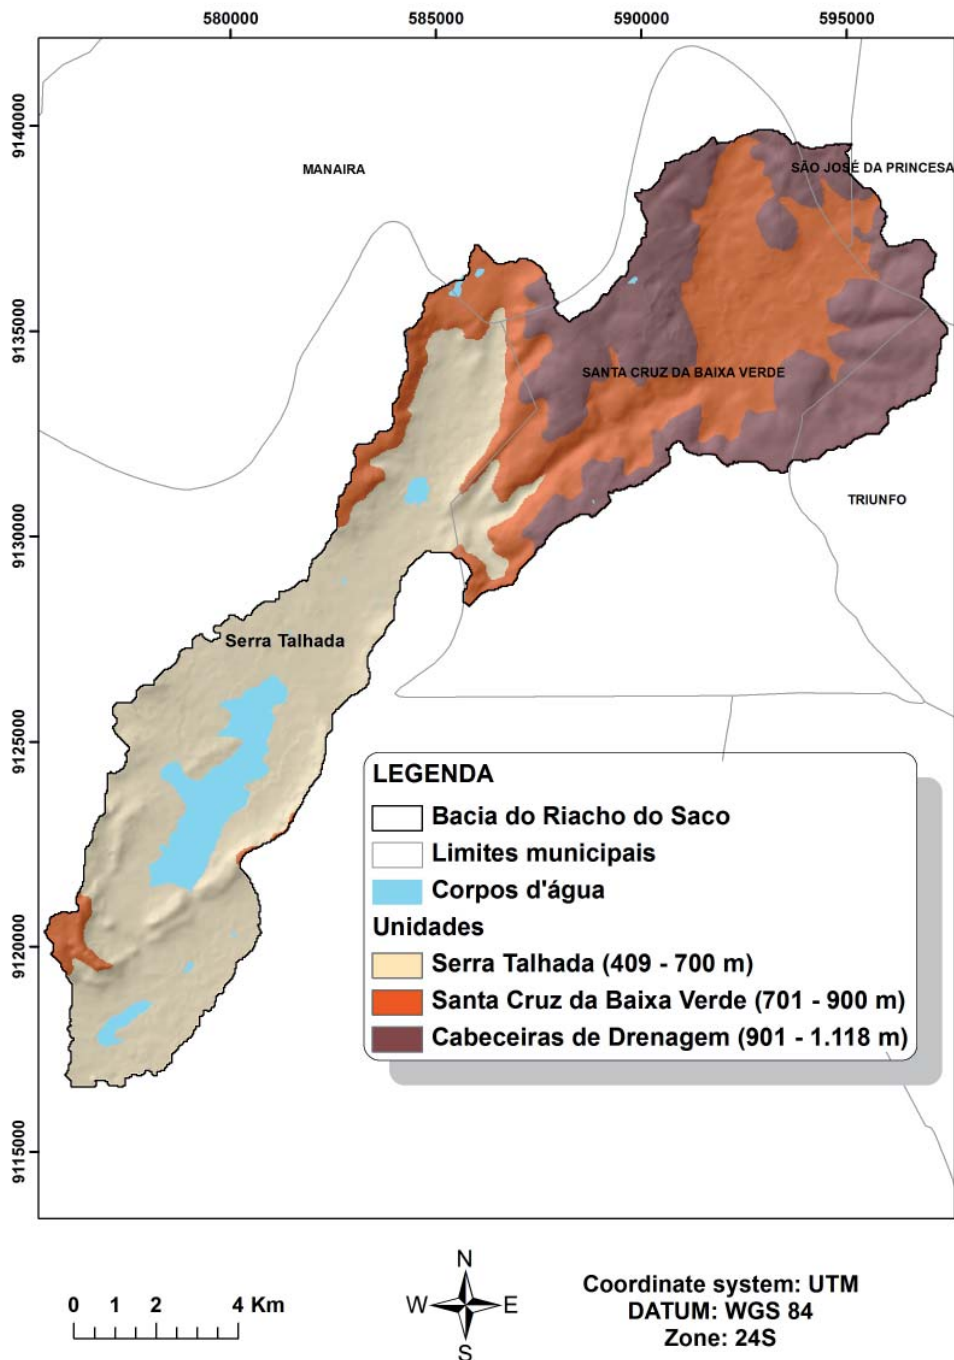 580000 585000 590000 595000
9140000
9135000
9130000
9125000
9120000
9115000
MANAIRA
SÃO JOSÉ DA PRINCESA
SANTA CRUZ DA BAIXA VERDE
TRIUNFO
Serra Talhada
LEGENDA
Bacia do Riacho do Saco
Limites municipais
Corpos d'água
Unidades
Serra Talhada (409 - 700 m)
Santa Cruz da Baixa Verde (701 - 900 m)
Cabeceiras de Drenagem (901 - 1.118 m)
0 1 2 4 Km
N
W E
S
Coordinate system: UTM
DATUM: WGS 84
Zone: 24S